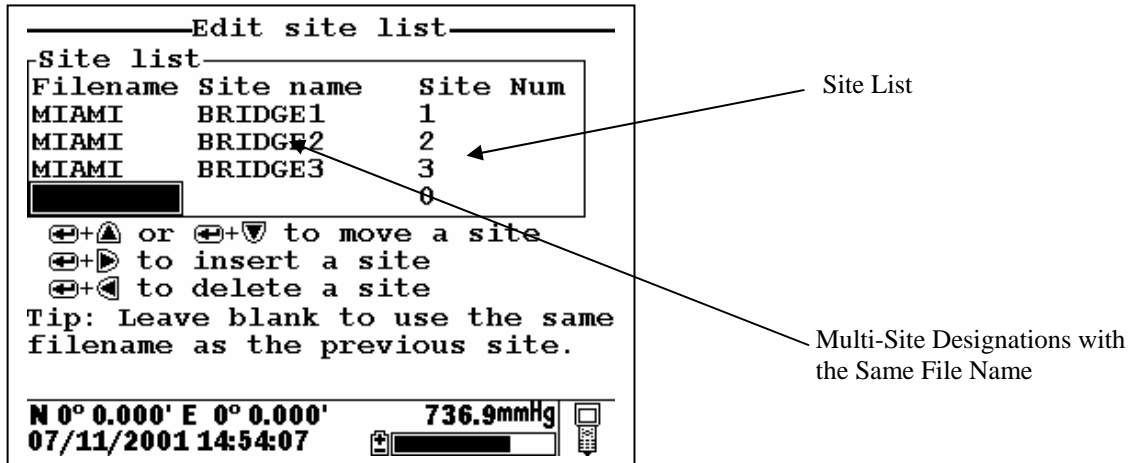 Edit site list
Site list
Filename Site name Site Num
MIAMI BRIDGE1 1
MIAMI BRIDGE2 2
MIAMI BRIDGE3 3
0
+ or + to move a site
+ to insert a site
+ to delete a site
Tip: Leave blank to use the same
filename as the previous site.
N 0° 0.000' E 0° 0.000' 736.9mmHg
07/11/2001 14:54:07
Site List
Multi-Site Designations with
the Same File Name